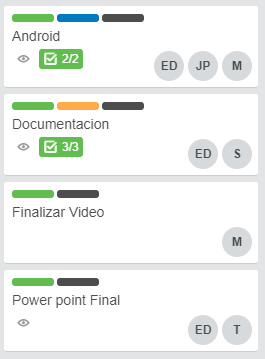 Android
2/2
ED JP M
Documentacion
3/3
ED S
Finalizar Video
M
Power point Final
ED T